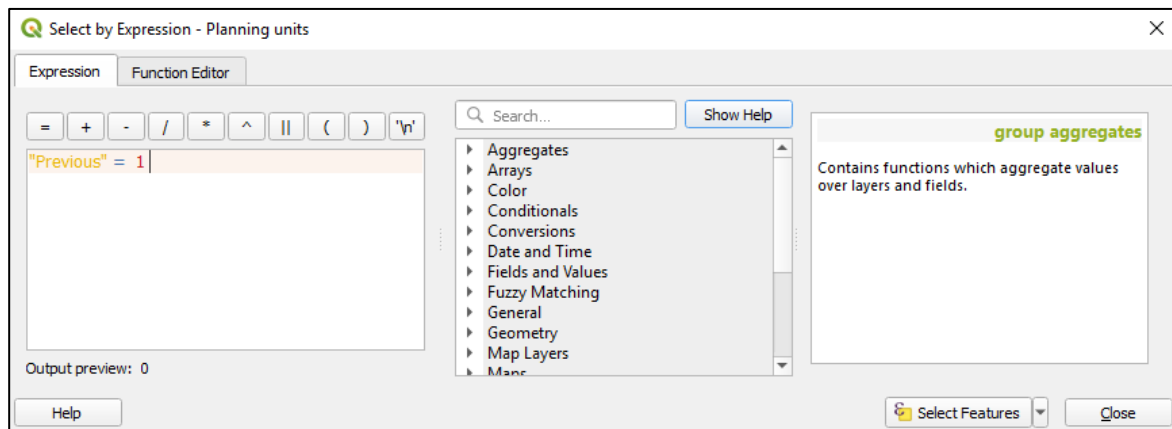 Select by Expression - Planning units
Expression
Function Editor
= + - / * ^ || ( ) '\n'
"Previous" = 1
Output preview: 0
Search...
Show Help
Aggregates
Arrays
Color
Conditionals
Conversions
Date and Time
Fields and Values
Fuzzy Matching
General
Geometry
Map Layers
Maps
group aggregates
Contains functions which aggregate values
over layers and fields.
Help
Select Features
Close